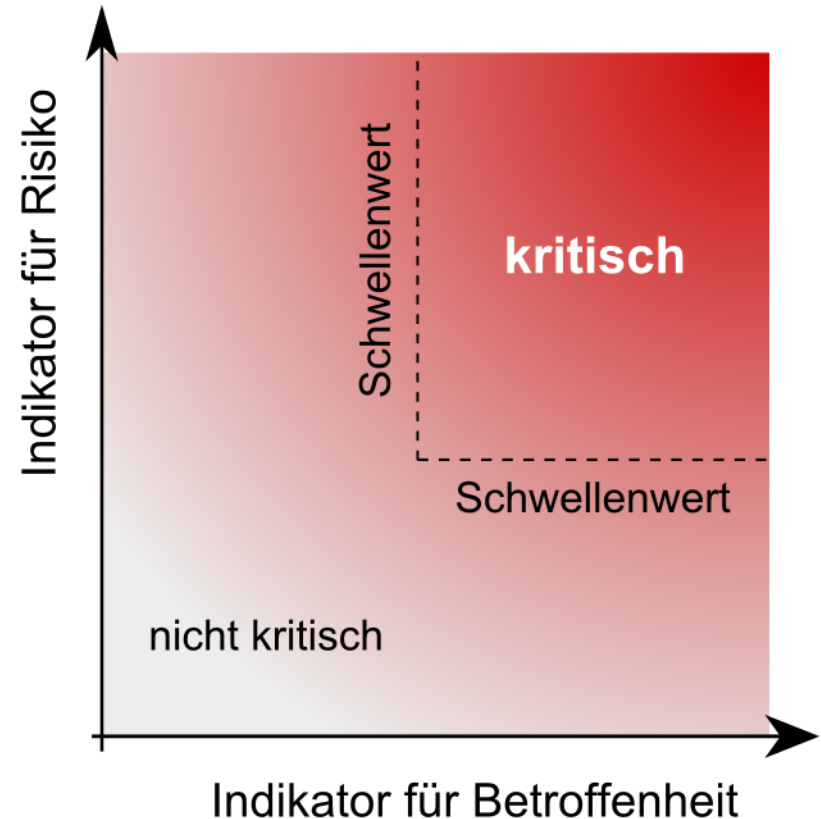 Indikator für Risiko
Schwellenwert
kritisch
Schwellenwert
nicht kritisch
Indikator für Betroffenheit